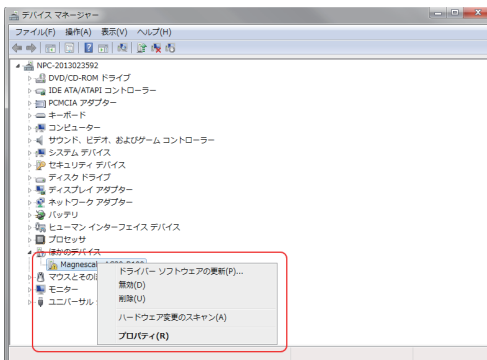 デバイス マネージャー
ファイル(F) 操作(A) 表示(V) ヘルプ(H)
NPC-2013023592
DVD/CD-ROM ドライブ
IDE ATA/ATAPI コントローラー
PCMCIA アダプター
キーボード
コンピューター
サウンド、ビデオ、およびゲーム コントローラー
システム デバイス
セキュリティ デバイス
ディスク ドライブ
ディスプレイ アダプター
ネットワーク アダプター
バッテリ
ヒューマン インターフェイス デバイス
プロセッサ
ほかのデバイス
Magnescal
マウスとそのほ
モニター
ユニバーサル
ドライバー ソフトウェアの更新(P)...
無効(D)
削除(U)
ハードウェア変更のスキャン(A)
プロパティ(R)